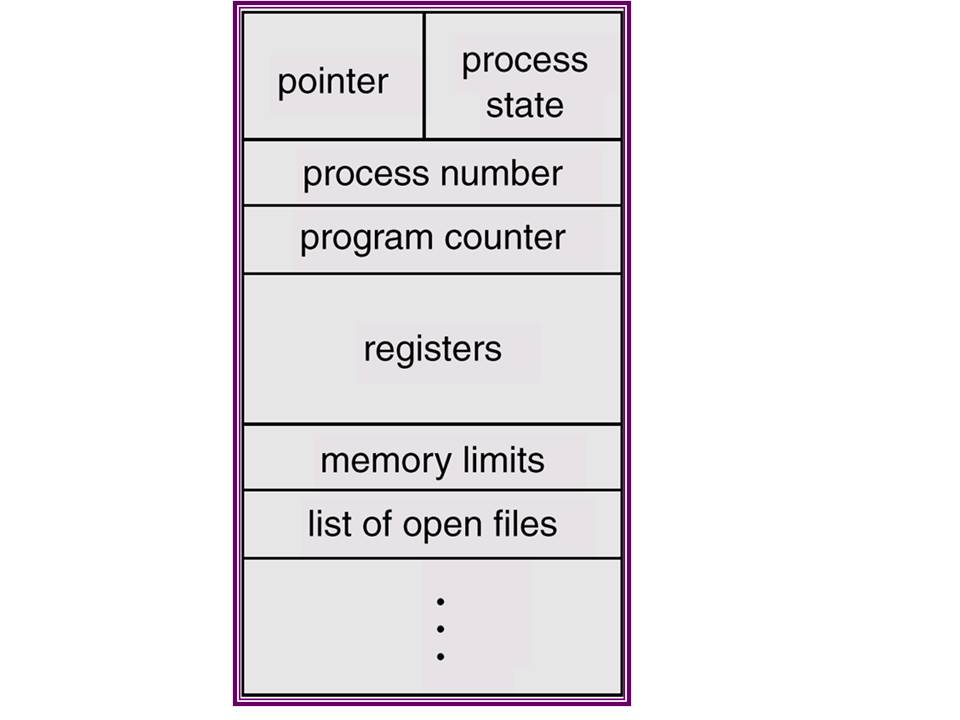 pointer
process
state
process number
program counter
registers
memory limits
list of open files